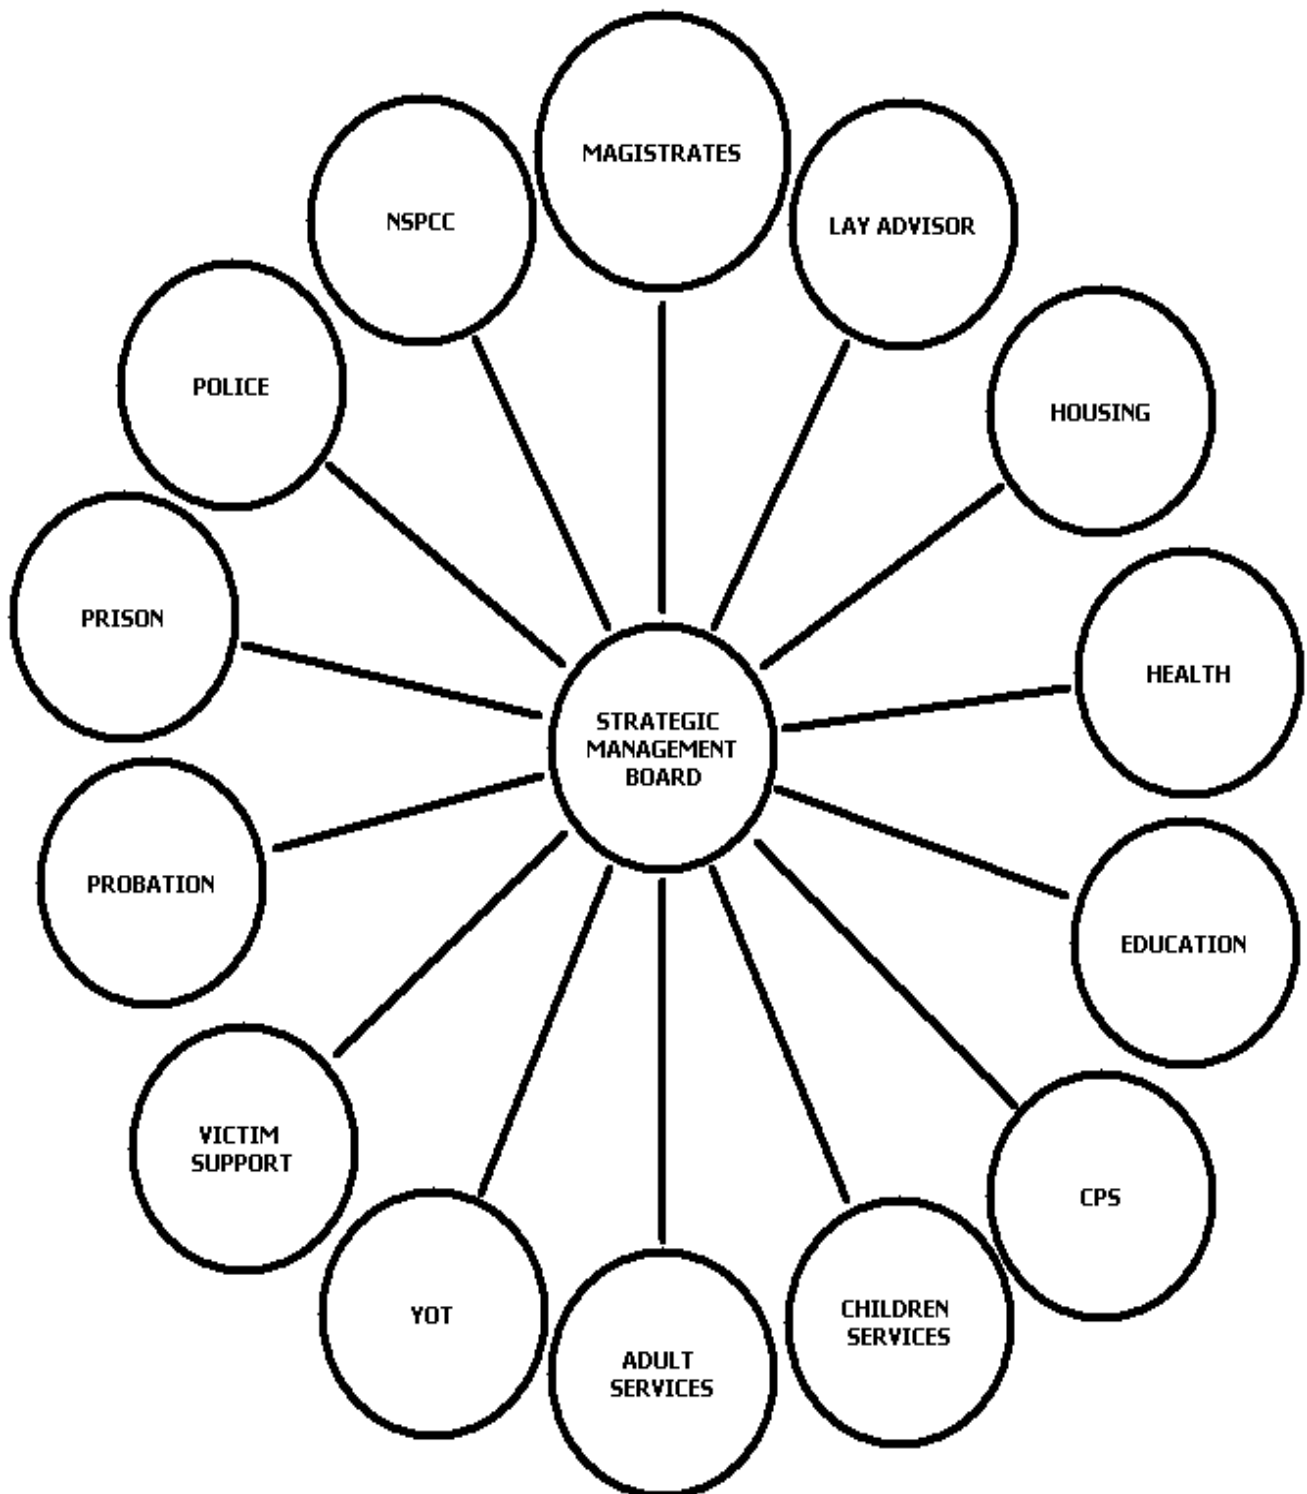 MAGISTRATES
NSPCC
LAY ADVISOR
POLICE
HOUSING
PRISON
HEALTH
STRATEGIC
MANAGEMENT
BOARD
PROBATION
EDUCATION
VICTIM
SUPPORT
CPS
YOT
CHILDREN
SERVICES
ADULT
SERVICES